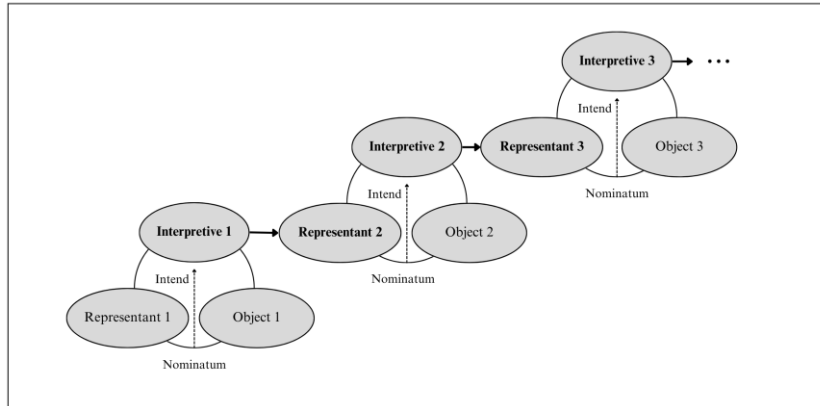 Interpretive 3
...
Intend
Interpretive 2
Representant 3
Object 3
Intend
Nominatum
Interpretive 1
Representant 2
Object 2
Intend
Nominatum
Representant 1
Object 1
Nominatum